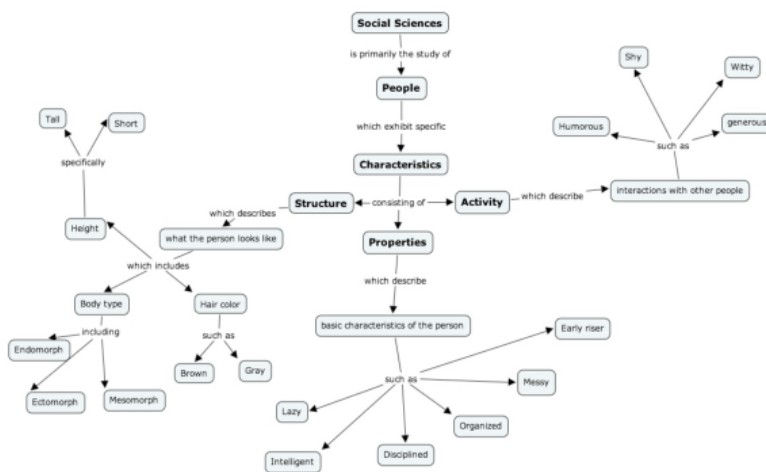 Social Sciences
is primarily the study of
People
which exhibit specific
Characteristics
consisting of
Structure
Activity
Properties
which describes
what the person looks like
which includes
Height
specifically
Tall
Short
Body type
including
Endomorph
Ectomorph
Mesomorph
Hair color
such as
Brown
Gray
which describe
basic characteristics of the person
such as
Lazy
Intelligent
Disciplined
Organized
Messy
Early riser
which describe
interactions with other people
such as
Humorous
Shy
Witty
generous